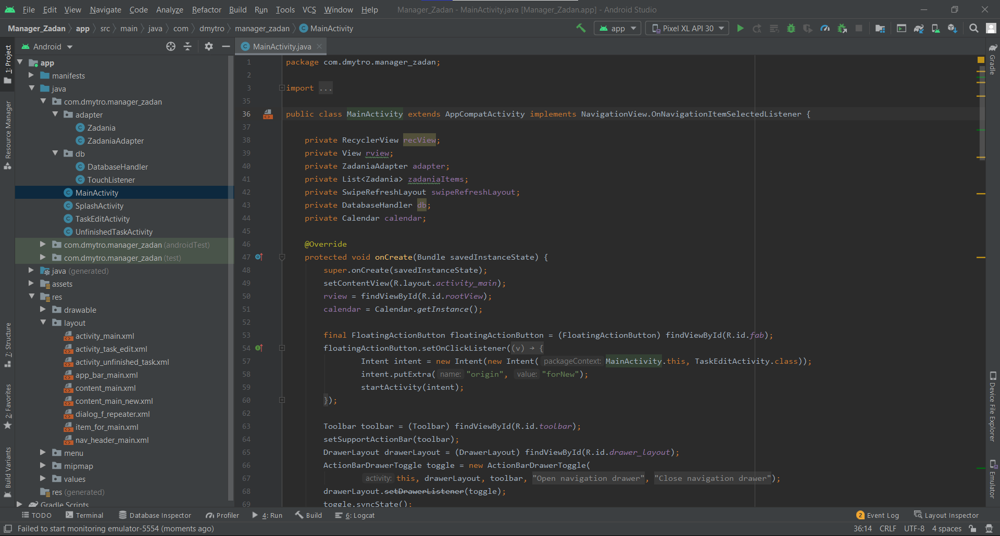 File Edit View Navigate Code Analyze Refactor Build Run Tools VCS Window Help Manager_Zadan - MainActivity.java [Manager_Zadan.app] - Android Studio
Manager_Zadan app src main java com dmytro manager_zadan MainActivity app Pixel XL API 30
1: Project
Resource Manager
7: Structure
2: Favorites
Build Variants
Android
app
manifests
java
com.dmytro.manager_zadan
adapter
Zadania
ZadaniaAdapter
db
DatabaseHandler
TouchListener
MainActivity
SplashActivity
TaskEditActivity
UnfinishedTaskActivity
com.dmytro.manager_zadan (androidTest)
com.dmytro.manager_zadan (test)
java (generated)
assets
res
drawable
layout
activity_main.xml
activity_task_edit.xml
activity_unfinished_task.xml
app_bar_main.xml
content_main.xml
content_main_new.xml
dialog_f_repeater.xml
item_for_main.xml
nav_header_main.xml
menu
mipmap
values
res (generated)
Gradle Scripts
MainActivity.java
1 package com.dmytro.manager_zadan;
2
3 import ...
35
36 public class MainActivity extends AppCompatActivity implements NavigationView.OnNavigationItemSelectedListener {
37
38 private RecyclerView recView;
39 private View rview;
40 private ZadaniaAdapter adapter;
41 private List<Zadania> zadaniaItems;
42 private SwipeRefreshLayout swipeRefreshLayout;
43 private DatabaseHandler db;
44 private Calendar calendar;
45
46 @Override
47 protected void onCreate(Bundle savedInstanceState) {
48 super.onCreate(savedInstanceState);
49 setContentView(R.layout.activity_main);
50 rview = findViewById(R.id.rootView);
51 calendar = Calendar.getInstance();
52
53 final FloatingActionButton floatingActionButton = (FloatingActionButton) findViewById(R.id.fab);
54 floatingActionButton.setOnClickListener((v) → {
57 Intent intent = new Intent(new Intent( packageContext: MainActivity.this, TaskEditActivity.class));
58 intent.putExtra( name: "origin", value: "forNew");
59 startActivity(intent);
60 });
62
63 Toolbar toolbar = (Toolbar) findViewById(R.id.toolbar);
64 setSupportActionBar(toolbar);
65 DrawerLayout drawerLayout = (DrawerLayout) findViewById(R.id.drawer_layout);
66 ActionBarDrawerToggle toggle = new ActionBarDrawerToggle(
67 activity: this, drawerLayout, toolbar, "Open navigation drawer", "Close navigation drawer");
68 drawerLayout.setDrawerListener(toggle);
69 toggle.syncState();
Gradle
Device File Explorer
Emulator
TODO Terminal Database Inspector Profiler 4: Run Build 6: Logcat 2 Event Log Layout Inspector
Failed to start monitoring emulator-5554 (moments ago) 36:14 CRLF UTF-8 4 spaces